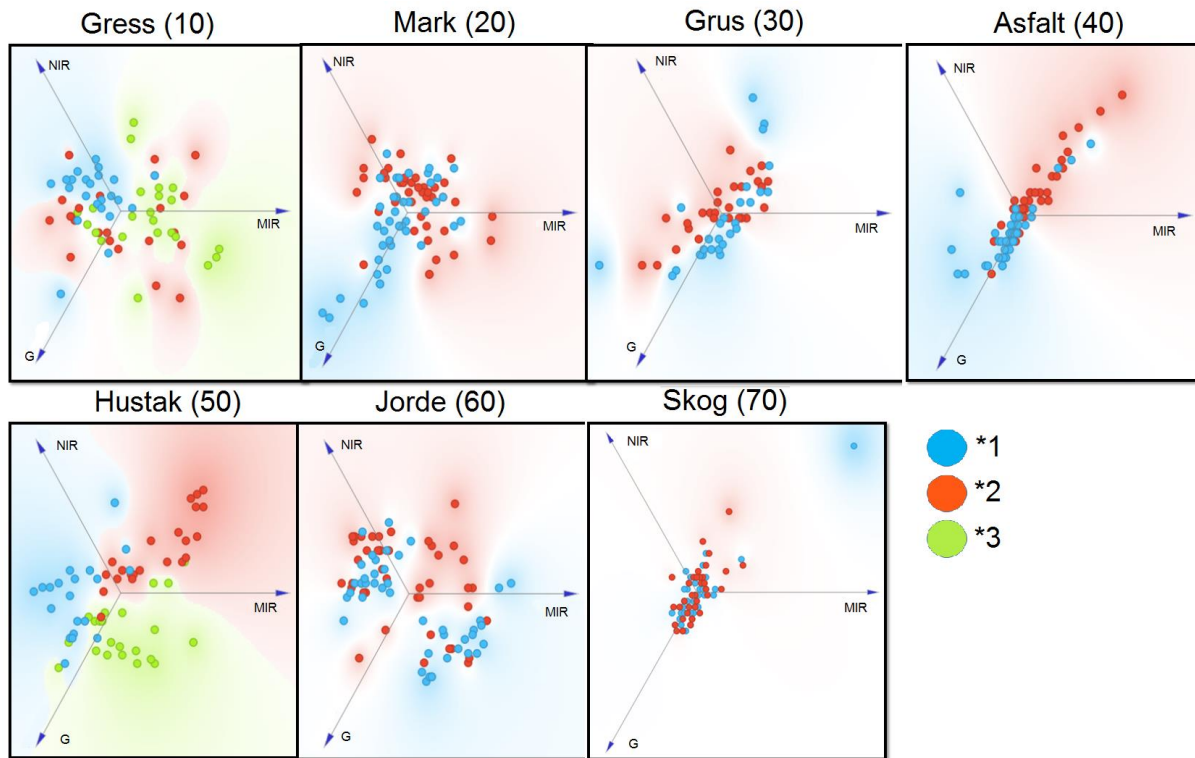 Gress (10)
Mark (20)
Grus (30)
Asfalt (40)
NIR
MIR
G
NIR
MIR
G
NIR
MIR
G
NIR
MIR
G
Hustak (50)
Jorde (60)
Skog (70)
NIR
MIR
G
NIR
MIR
G
NIR
MIR
G
*1
*2
*3